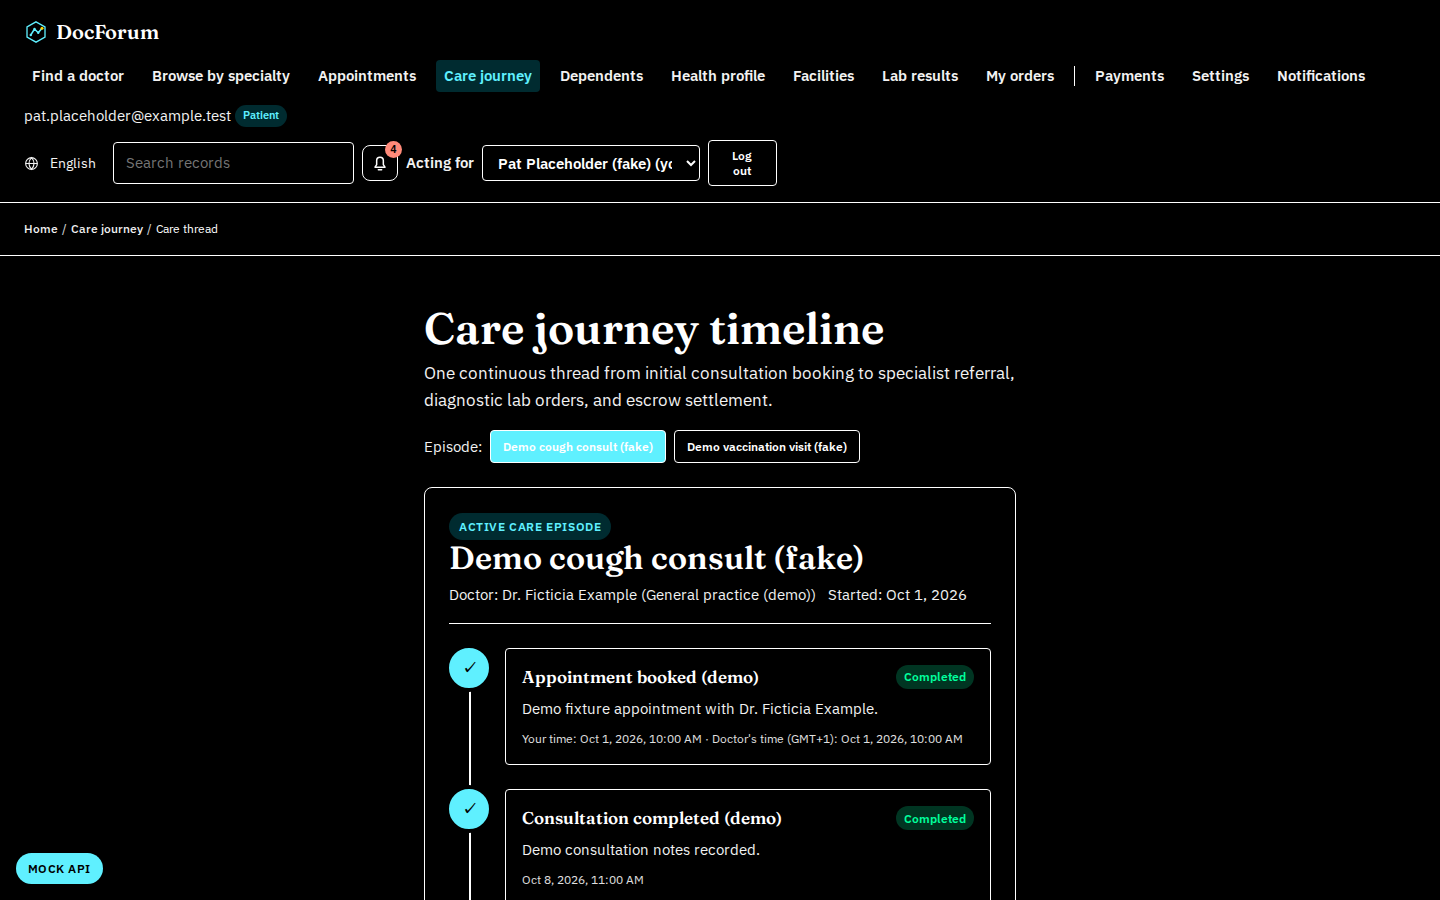 DocForum
Find a doctor Browse by specialty Appointments Care journey Dependents Health profile Facilities Lab results My orders Payments Settings Notifications
pat.placeholder@example.test Patient
English Search records 4 Acting for Pat Placeholder (fake) Log out
Home / Care journey / Care thread
Care journey timeline
One continuous thread from initial consultation booking to specialist referral,
diagnostic lab orders, and escrow settlement.
Episode: Demo cough consult (fake) Demo vaccination visit (fake)
ACTIVE CARE EPISODE
Demo cough consult (fake)
Doctor: Dr. Ficticia Example (General practice (demo)) Started: Oct 1, 2026
Appointment booked (demo) Completed
Demo fixture appointment with Dr. Ficticia Example.
Your time: Oct 1, 2026, 10:00 AM · Doctor's time (GMT+1): Oct 1, 2026, 10:00 AM
Consultation completed (demo) Completed
Demo consultation notes recorded.
MOCK API
Oct 8, 2026, 11:00 AM